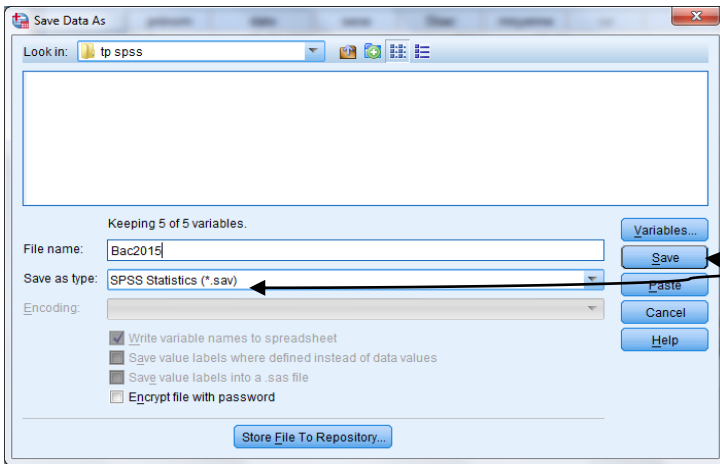 Save Data As
Look in: tp spss
Keeping 5 of 5 variables.
Variables...
File name: Bac2015
Save
Save as type: SPSS Statistics (*.sav)
Paste
Encoding:
Cancel
Write variable names to spreadsheet
Help
Save value labels where defined instead of data values
Save value labels into a .sas file
Encrypt file with password
Store File To Repository...